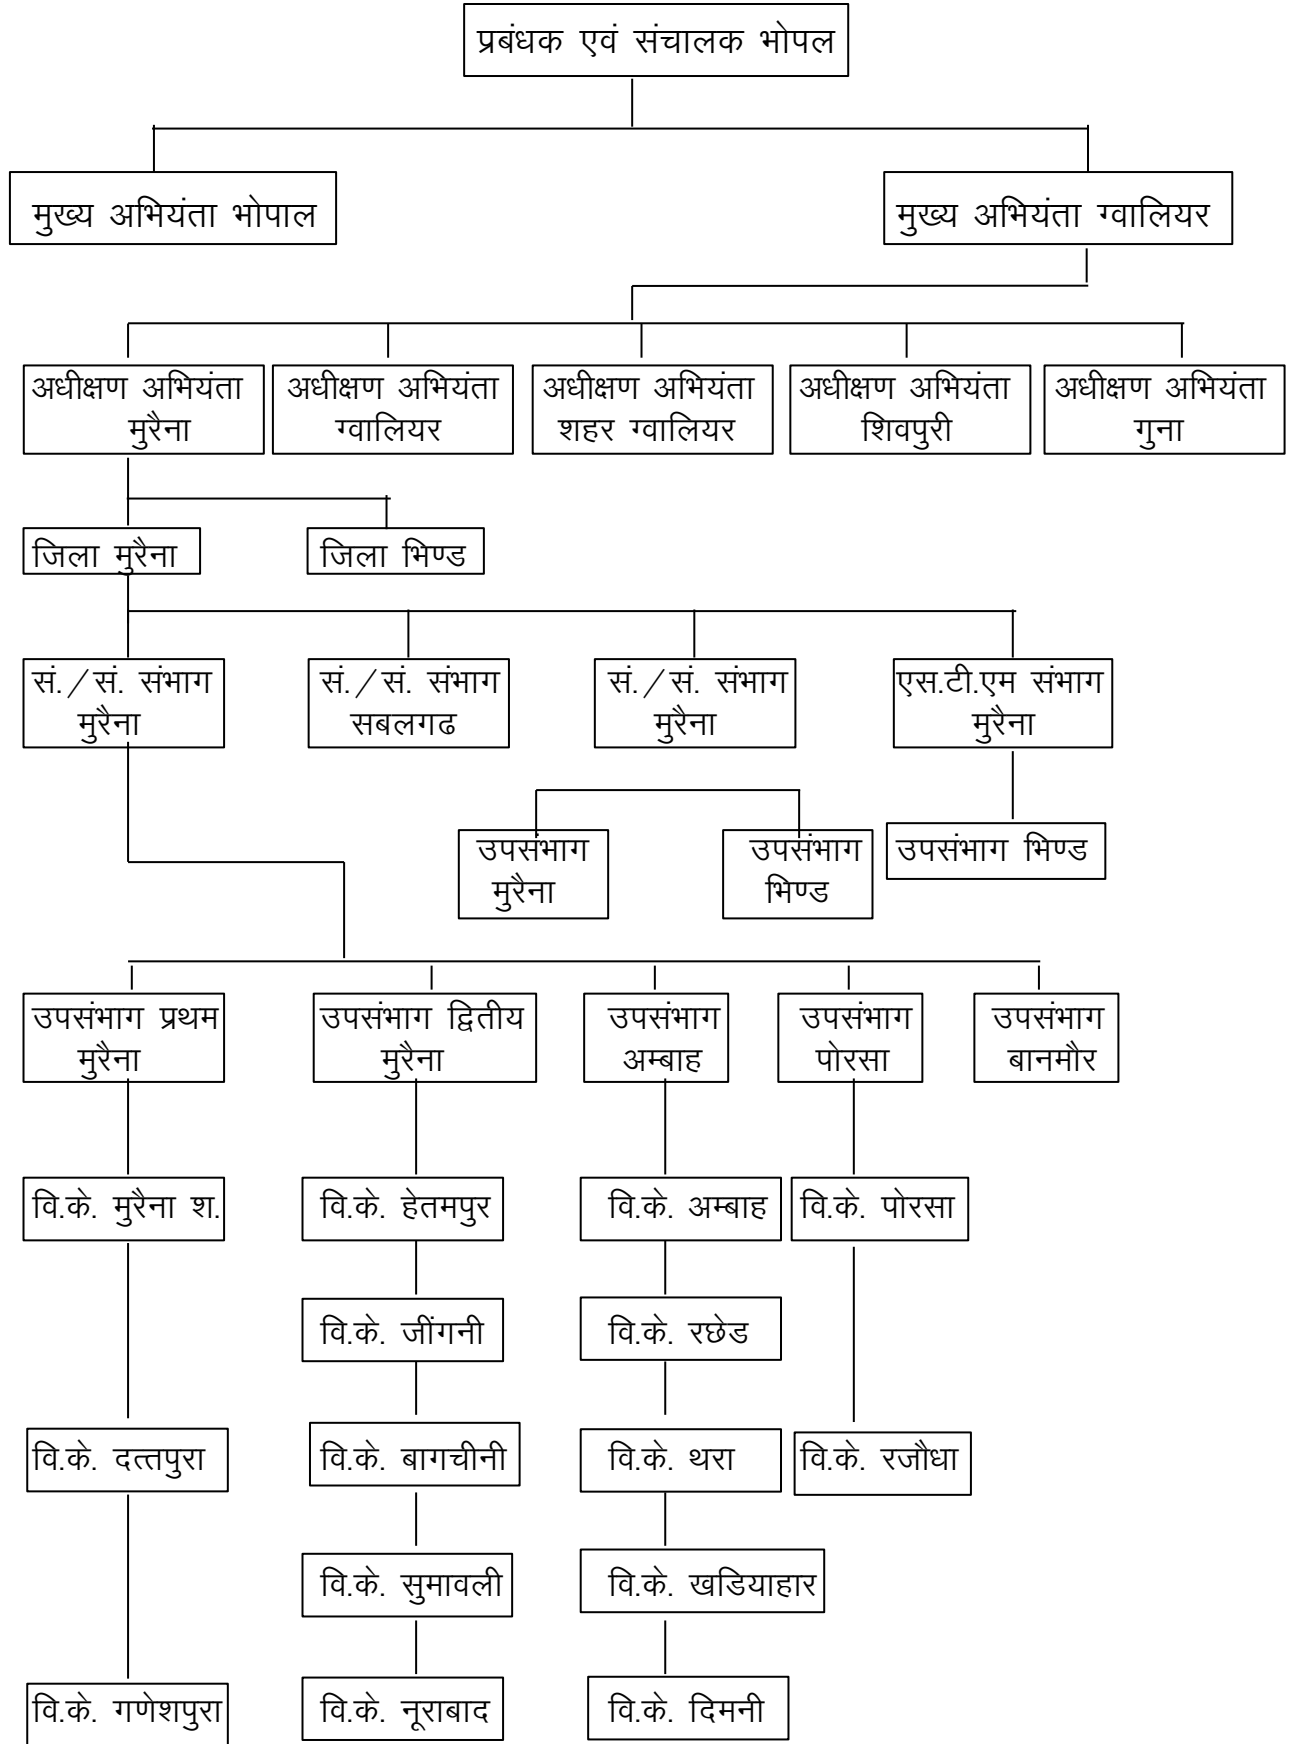 प्रबंधक एवं संचालक भोपल
मुख्य अभियंता भोपाल
मुख्य अभियंता ग्वालियर
अधीक्षण अभियंता
मुरैना
अधीक्षण अभियंता
ग्वालियर
अधीक्षण अभियंता
शहर ग्वालियर
अधीक्षण अभियंता
शिवपुरी
अधीक्षण अभियंता
गुना
जिला मुरैना
जिला भिण्ड
सं./सं. संभाग
मुरैना
सं./सं. संभाग
सबलगढ
सं./सं. संभाग
मुरैना
एस.टी.एम संभाग
मुरैना
उपसंभाग
मुरैना
उपसंभाग
भिण्ड
उपसंभाग भिण्ड
उपसंभाग प्रथम
मुरैना
उपसंभाग द्वितीय
मुरैना
उपसंभाग
अम्बाह
उपसंभाग
पोरसा
उपसंभाग
बानमौर
वि.के. मुरैना श.
वि.के. हेतमपुर
वि.के. अम्बाह
वि.के. पोरसा
वि.के. जींगनी
वि.के. रछेड
वि.के. दत्तपुरा
वि.के. बागचीनी
वि.के. थरा
वि.के. रजौधा
वि.के. सुमावली
वि.के. खडियाहार
वि.के. गणेशपुरा
वि.के. नूराबाद
वि.के. दिमनी